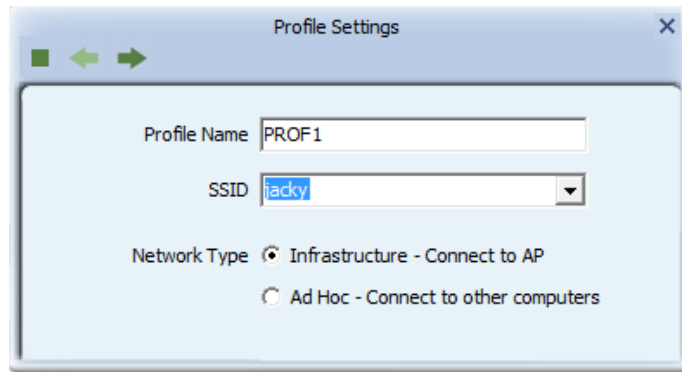 Profile Settings
Profile Name PROF1
SSID jacky
Network Type Infrastructure - Connect to AP
Ad Hoc - Connect to other computers